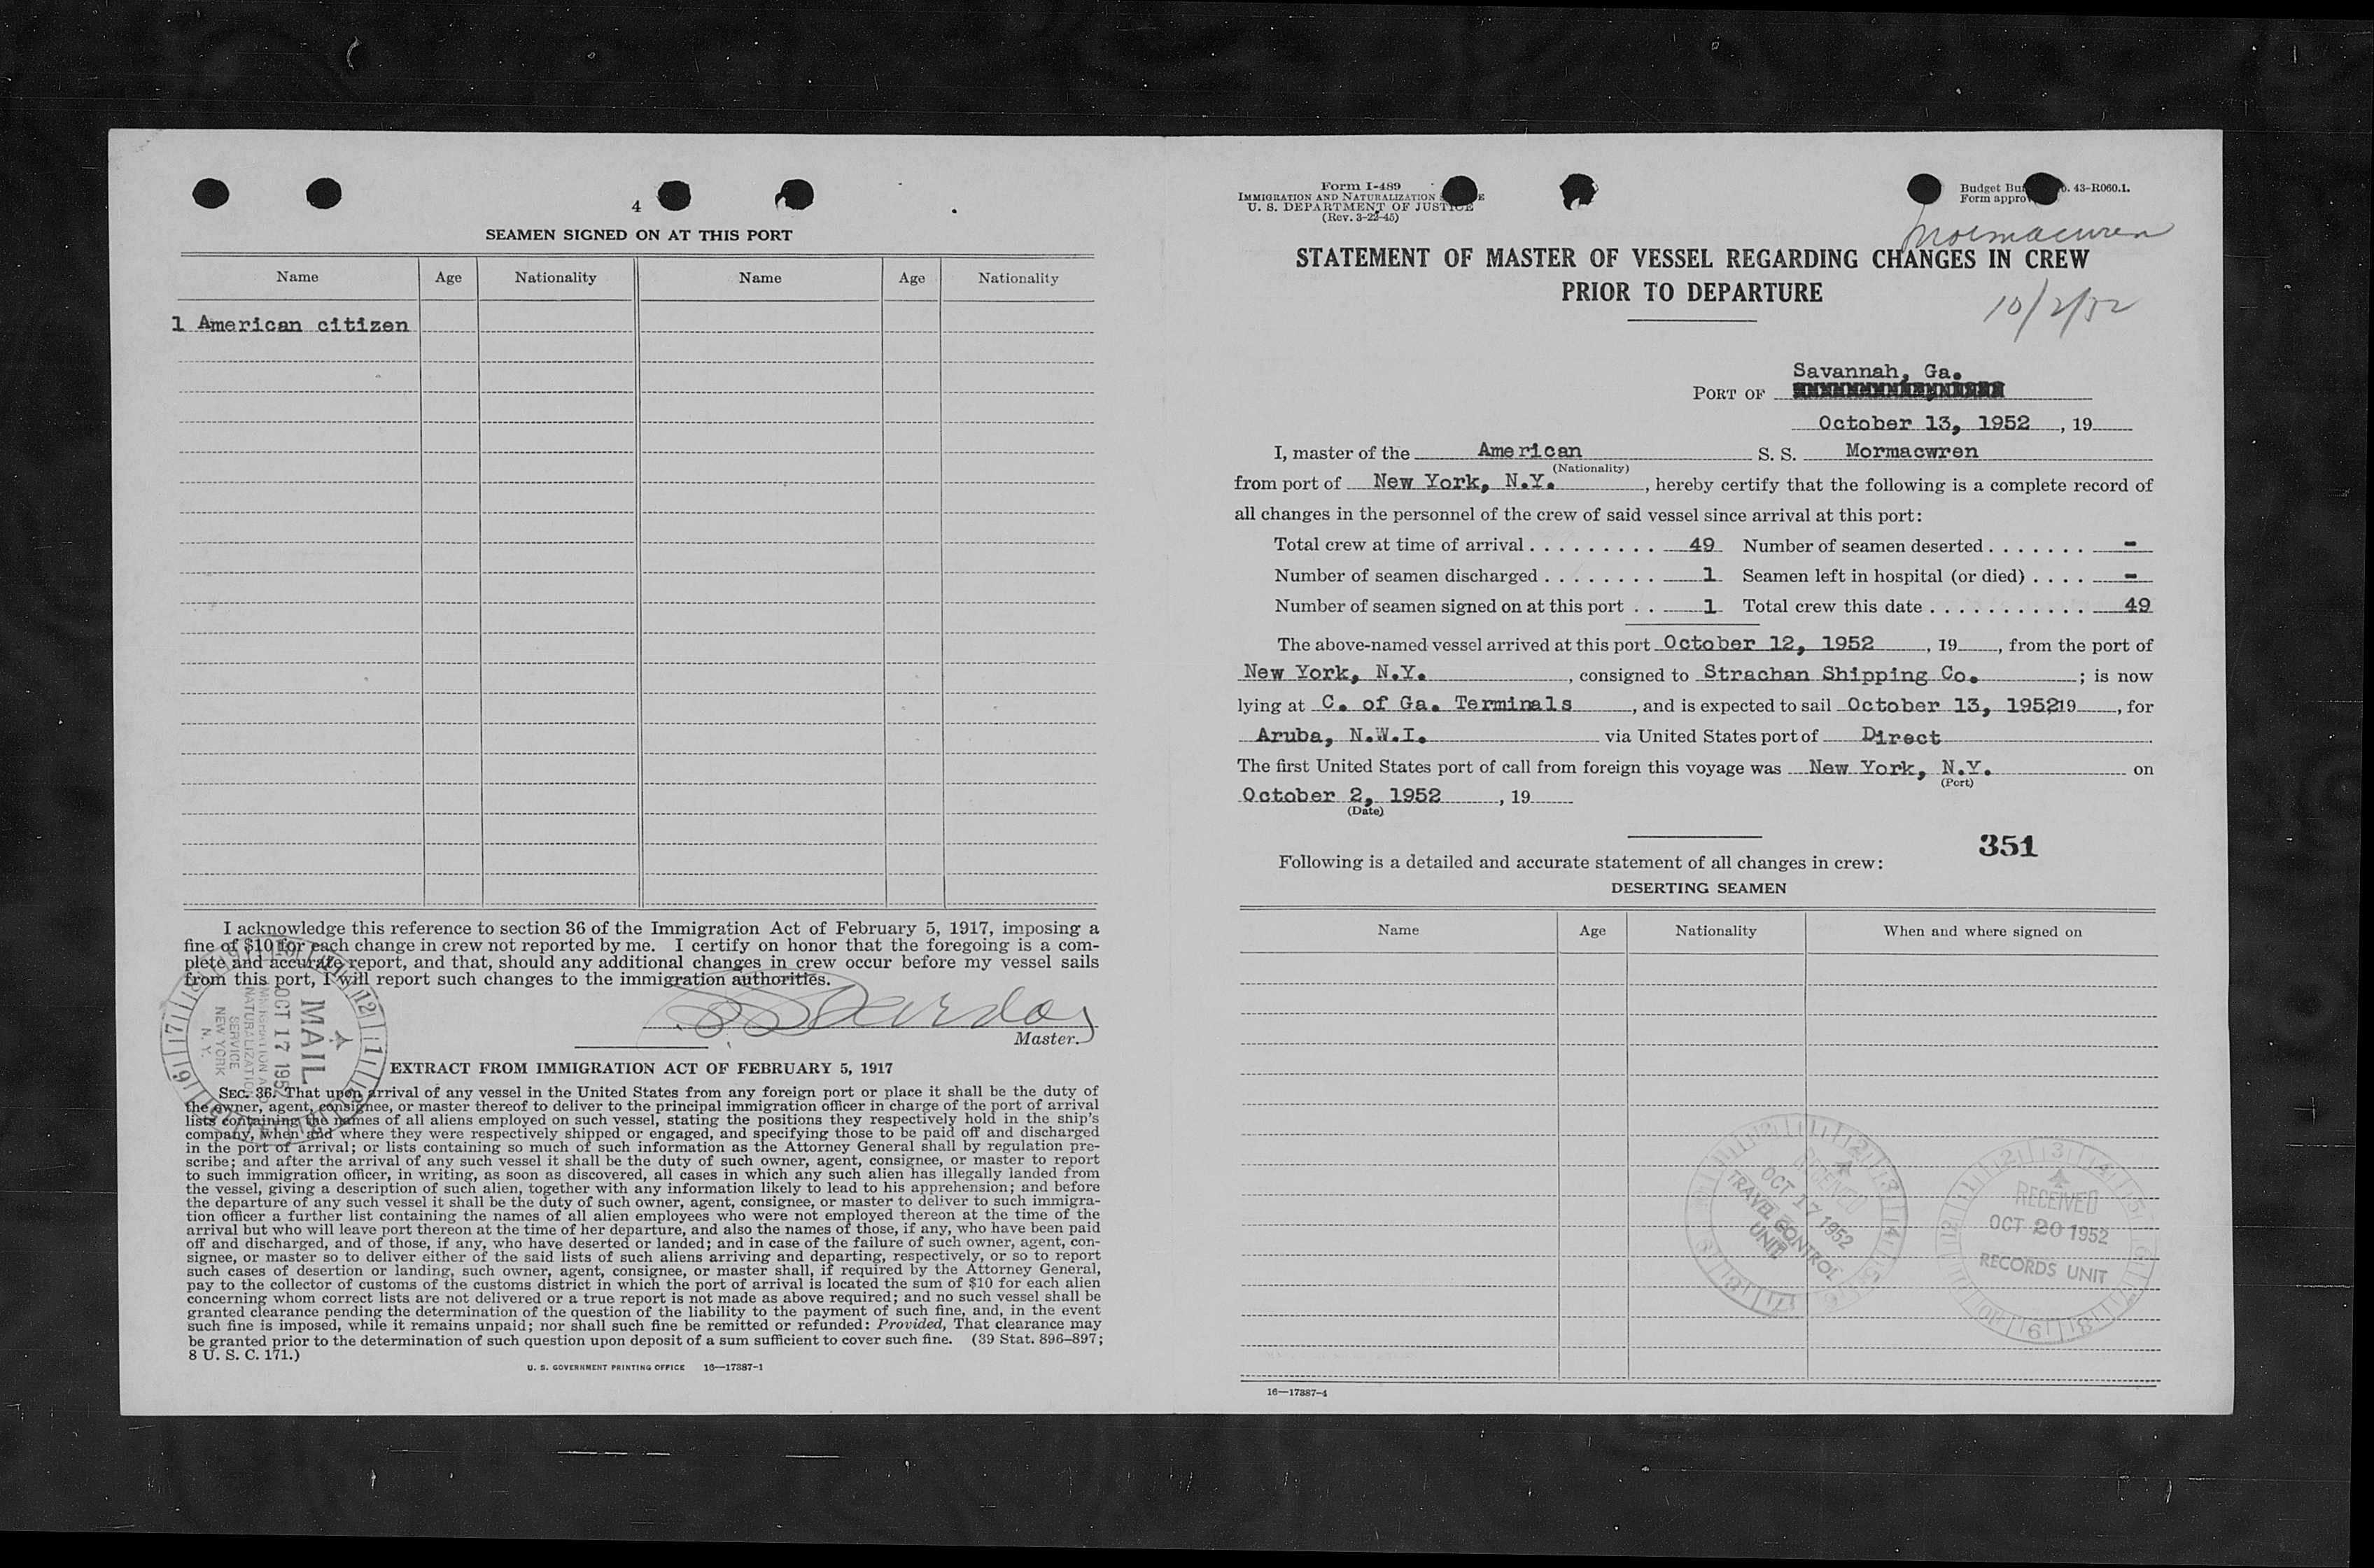 4
SEAMEN SIGNED ON AT THIS PORT
Name Age Nationality Name Age Nationality
1 American citizen
I acknowledge this reference to section 36 of the Immigration Act of February 5, 1917, imposing a
fine of $10 for each change in crew not reported by me. I certify on honor that the foregoing is a com-
plete and accurate report, and that, should any additional changes in crew occur before my vessel sails
from this port, I will report such changes to the immigration authorities.
Master.
MAIL
OCT 17 195
IMMIGRATION AND
NATURALIZATION
SERVICE
NEW YORK
N. Y.
EXTRACT FROM IMMIGRATION ACT OF FEBRUARY 5, 1917
SEC. 36. That upon arrival of any vessel in the United States from any foreign port or place it shall be the duty of
the owner, agent, consignee, or master thereof to deliver to the principal immigration officer in charge of the port of arrival
lists containing the names of all aliens employed on such vessel, stating the positions they respectively hold in the ship's
company, when and where they were respectively shipped or engaged, and specifying those to be paid off and discharged
in the port of arrival; or lists containing so much of such information as the Attorney General shall by regulation pre-
scribe; and after the arrival of any such vessel it shall be the duty of such owner, agent, consignee, or master to report
to such immigration officer, in writing, as soon as discovered, all cases in which any such alien has illegally landed from
the vessel, giving a description of such alien, together with any information likely to lead to his apprehension; and before
the departure of any such vessel it shall be the duty of such owner, agent, consignee, or master to deliver to such immigra-
tion officer a further list containing the names of all alien employees who were not employed thereon at the time of the
arrival but who will leave port thereon at the time of her departure, and also the names of those, if any, who have been paid
off and discharged, and of those, if any, who have deserted or landed; and in case of the failure of such owner, agent, con-
signee, or master so to deliver either of the said lists of such aliens arriving and departing, respectively, or so to report
such cases of desertion or landing, such owner, agent, consignee, or master shall, if required by the Attorney General,
pay to the collector of customs of the customs district in which the port of arrival is located the sum of $10 for each alien
concerning whom correct lists are not delivered or a true report is not made as above required; and no such vessel shall be
granted clearance pending the determination of the question of the liability to the payment of such fine, and, in the event
such fine is imposed, while it remains unpaid; nor shall such fine be remitted or refunded: Provided, That clearance may
be granted prior to the determination of such question upon deposit of a sum sufficient to cover such fine. (39 Stat. 896–897;
8 U. S. C. 171.)
U. S. GOVERNMENT PRINTING OFFICE 16—17387-1
Form I-489
IMMIGRATION AND NATURALIZATION
U. S. DEPARTMENT OF JUSTICE
(Rev. 3-22-45)
Budget Bu . 43-R060.1.
Form appro
Mormacwren
STATEMENT OF MASTER OF VESSEL REGARDING CHANGES IN CREW
PRIOR TO DEPARTURE
10/2/52
Savannah, Ga.
PORT OF
October 13, 1952, 19
I, master of the American S. S. Mormacwren
(Nationality)
from port of New York, N.Y., hereby certify that the following is a complete record of
all changes in the personnel of the crew of said vessel since arrival at this port:
Total crew at time of arrival 49 Number of seamen deserted -
Number of seamen discharged 1 Seamen left in hospital (or died) -
Number of seamen signed on at this port 1 Total crew this date 49
The above-named vessel arrived at this port October 12, 1952, 19, from the port of
New York, N.Y., consigned to Strachan Shipping Co.; is now
lying at C. of Ga. Terminals, and is expected to sail October 13, 195219, for
Aruba, N.W.I. via United States port of Direct
The first United States port of call from foreign this voyage was New York, N.Y. on
(Port)
October 2, 1952, 19
(Date)
351
Following is a detailed and accurate statement of all changes in crew:
DESERTING SEAMEN
Name Age Nationality When and where signed on
RECEIVED
OCT 17 1952
TRAVEL CONTROL
UNIT
RECEIVED
OCT 20 1952
RECORDS UNIT
16—17387-4